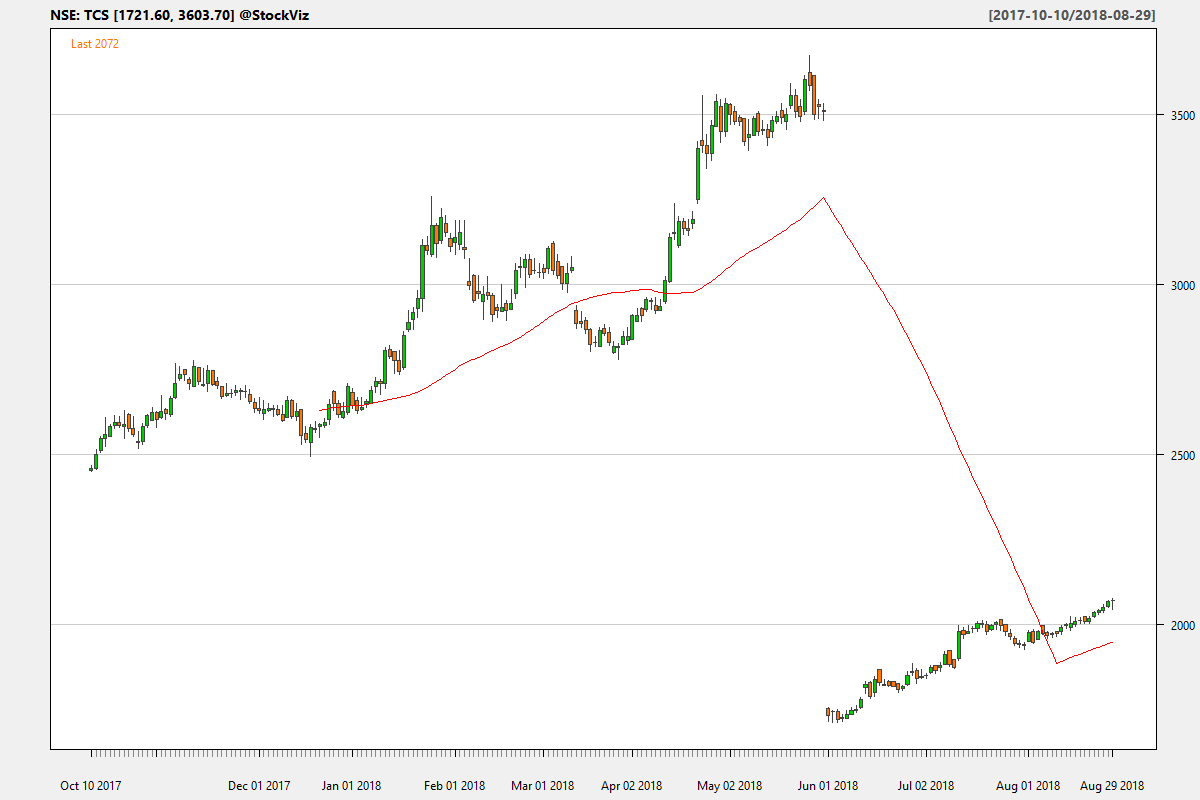 NSE: TCS [1721.60, 3603.70] @StockViz
[2017-10-10/2018-08-29]
Last 2072
3500
3000
2500
2000
Oct 10 2017 Dec 01 2017 Jan 01 2018 Feb 01 2018 Mar 01 2018 Apr 02 2018 May 02 2018 Jun 01 2018 Jul 02 2018 Aug 01 2018 Aug 29 2018